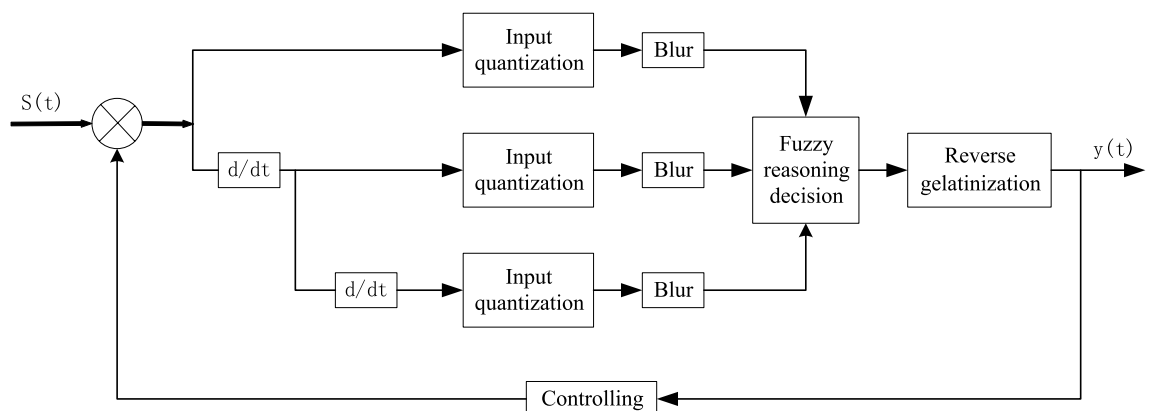 S(t)
Input
quantization
Blur
d/dt
Input
quantization
Blur
Fuzzy
reasoning
decision
Reverse
gelatinization
y(t)
d/dt
Input
quantization
Blur
Controlling